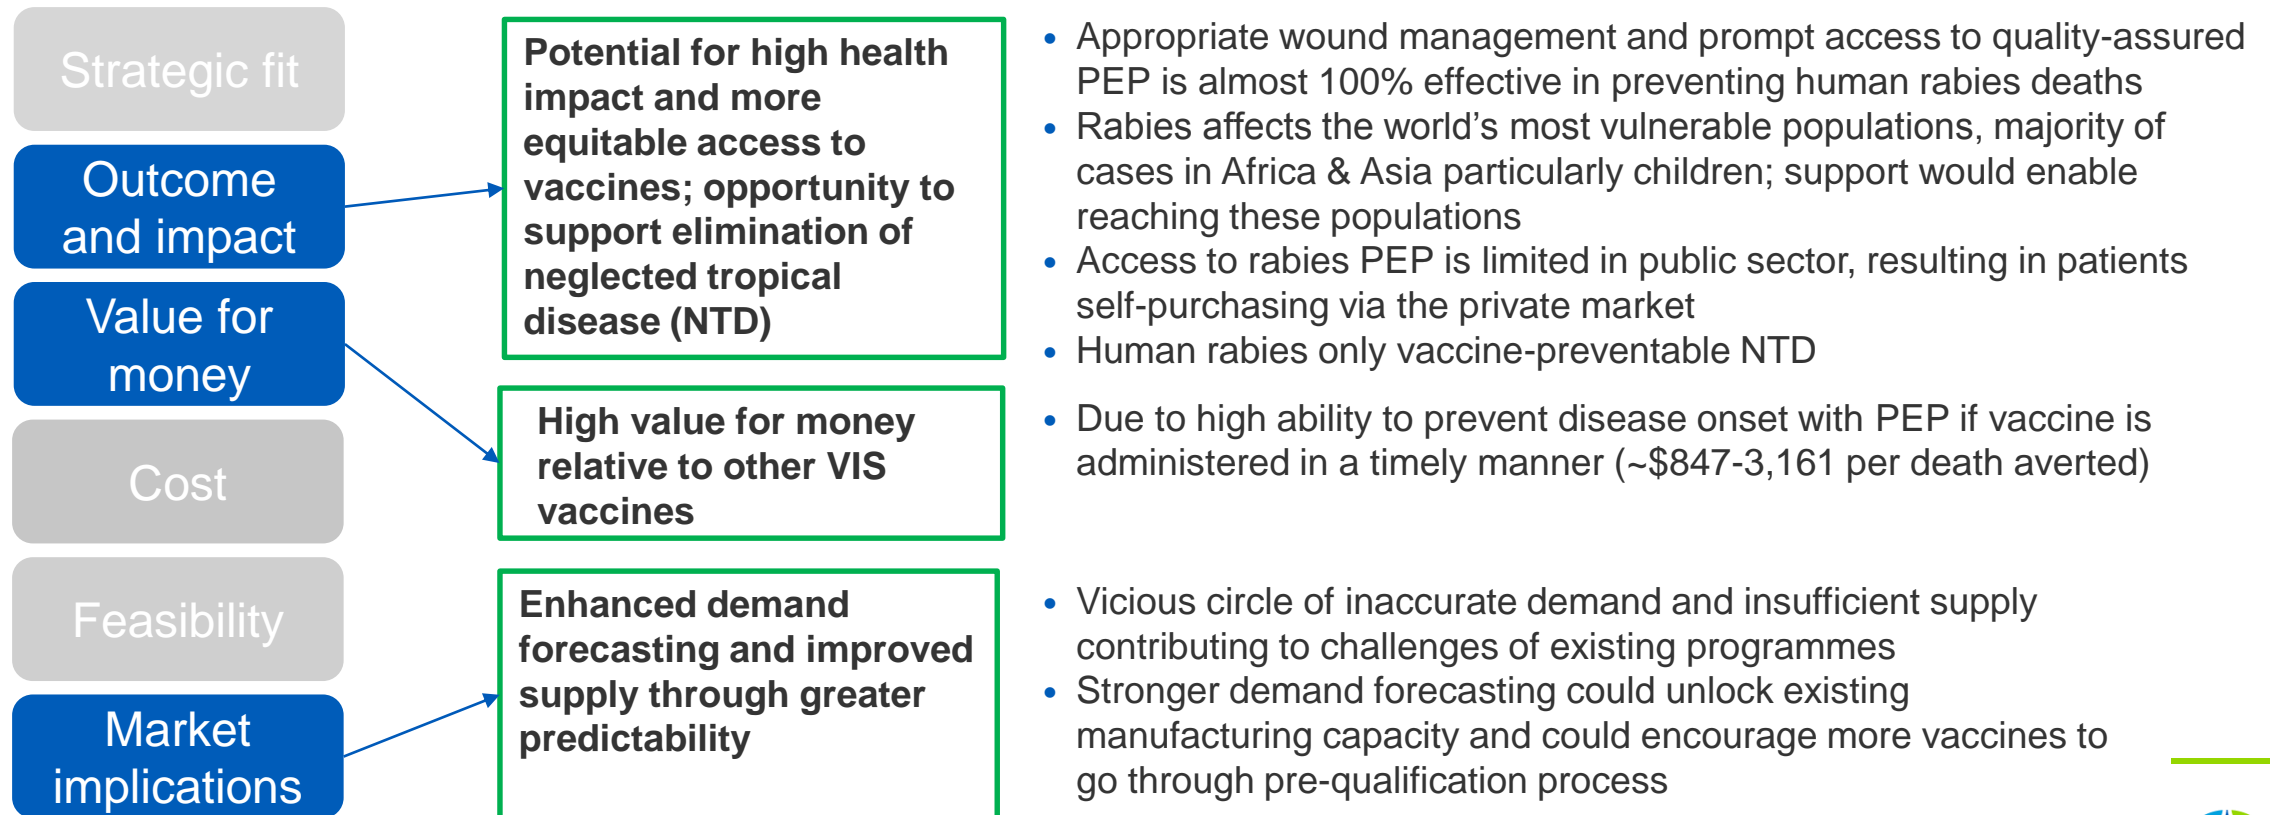 Strategic fit
Outcome
and impact
Value for
money
Cost
Feasibility
Market
implications
Potential for high health
impact and more
equitable access to
vaccines; opportunity to
support elimination of
neglected tropical
disease (NTD)
High value for money
relative to other VIS
vaccines
Enhanced demand
forecasting and improved
supply through greater
predictability
• Appropriate wound management and prompt access to quality-assured
PEP is almost 100% effective in preventing human rabies deaths
• Rabies affects the world's most vulnerable populations, majority of
cases in Africa & Asia particularly children; support would enable
reaching these populations
• Access to rabies PEP is limited in public sector, resulting in patients
self-purchasing via the private market
• Human rabies only vaccine-preventable NTD
• Due to high ability to prevent disease onset with PEP if vaccine is
administered in a timely manner (~$847-3,161 per death averted)
• Vicious circle of inaccurate demand and insufficient supply
contributing to challenges of existing programmes
• Stronger demand forecasting could unlock existing
manufacturing capacity and could encourage more vaccines to
go through pre-qualification process